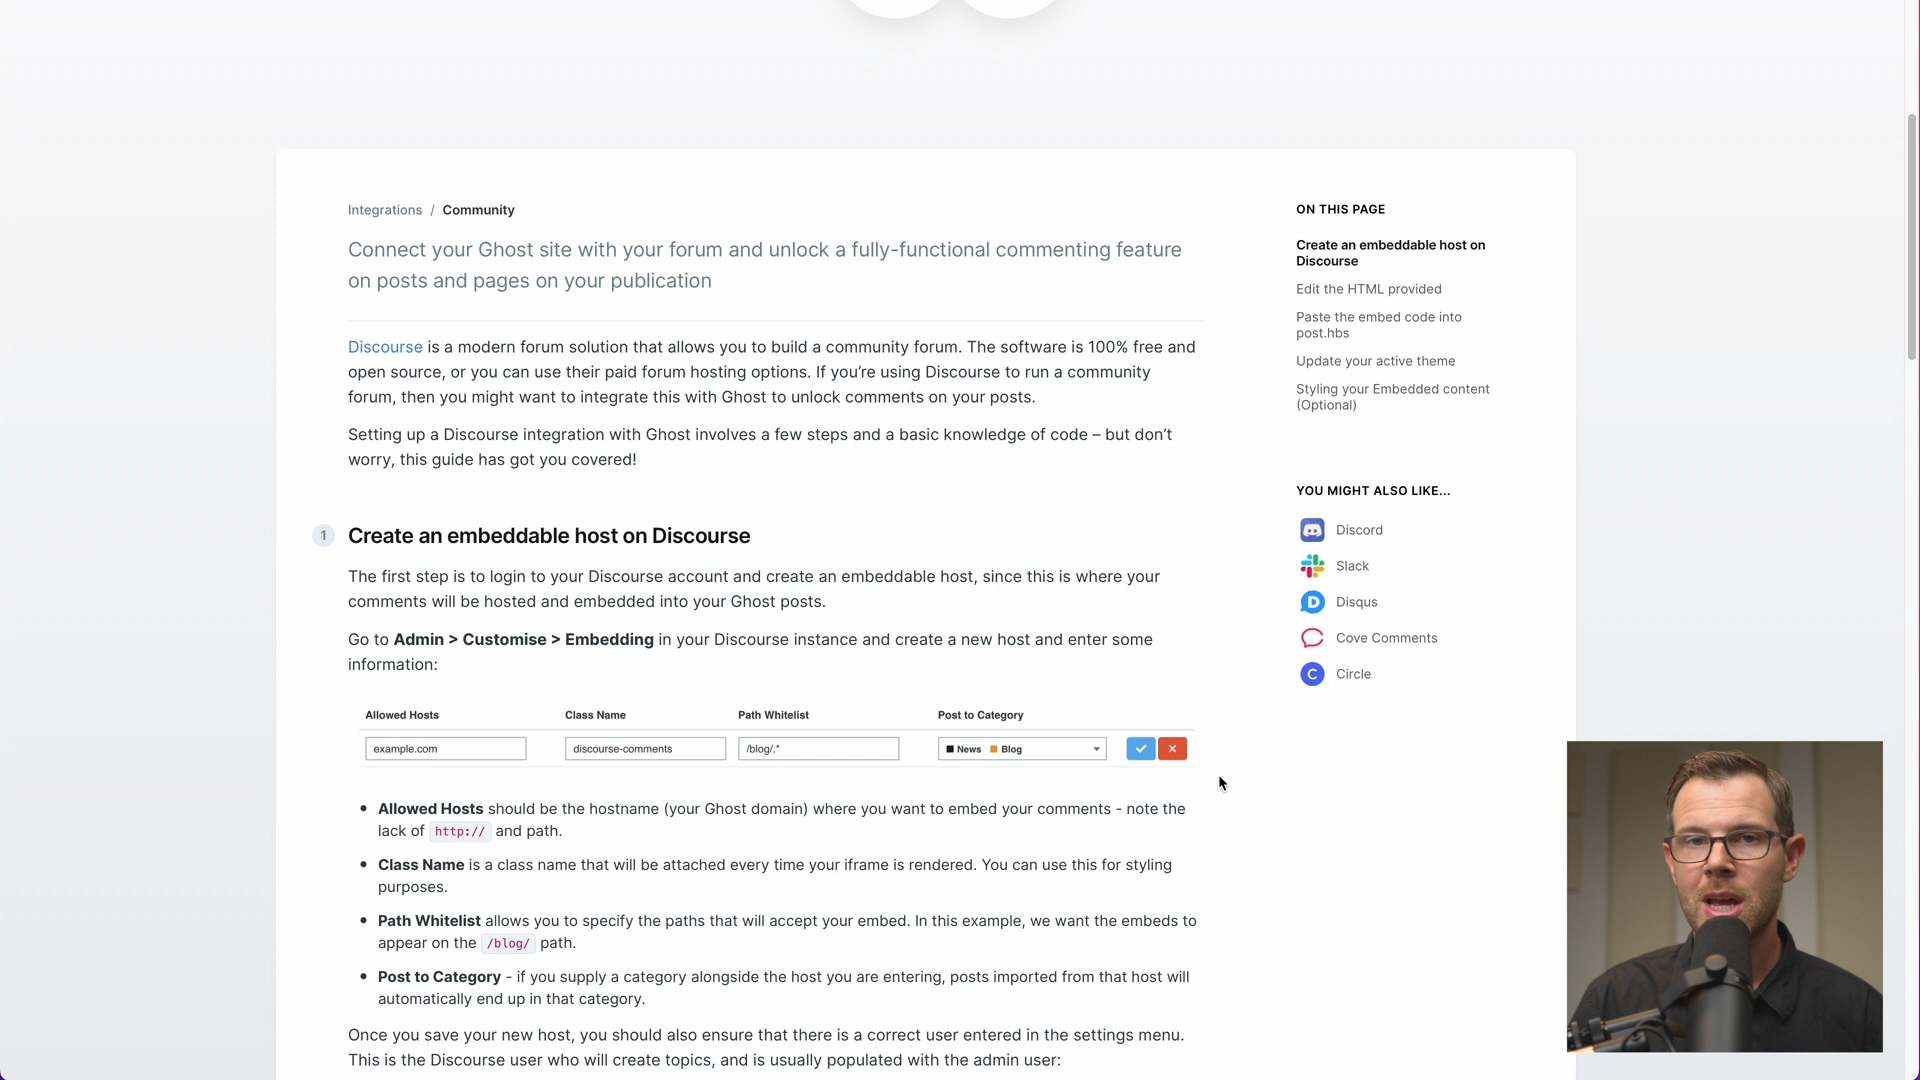 Integrations / Community
Connect your Ghost site with your forum and unlock a fully-functional commenting feature
on posts and pages on your publication
Discourse is a modern forum solution that allows you to build a community forum. The software is 100% free and
open source, or you can use their paid forum hosting options. If you’re using Discourse to run a community
forum, then you might want to integrate this with Ghost to unlock comments on your posts.
Setting up a Discourse integration with Ghost involves a few steps and a basic knowledge of code – but don’t
worry, this guide has got you covered!
1 Create an embeddable host on Discourse
The first step is to login to your Discourse account and create an embeddable host, since this is where your
comments will be hosted and embedded into your Ghost posts.
Go to Admin > Customise > Embedding in your Discourse instance and create a new host and enter some
information:
Allowed Hosts Class Name Path Whitelist Post to Category
example.com discourse-comments /blog/.* News Blog
Allowed Hosts should be the hostname (your Ghost domain) where you want to embed your comments - note the
lack of http:// and path.
Class Name is a class name that will be attached every time your iframe is rendered. You can use this for styling
purposes.
Path Whitelist allows you to specify the paths that will accept your embed. In this example, we want the embeds to
appear on the /blog/ path.
Post to Category - if you supply a category alongside the host you are entering, posts imported from that host will
automatically end up in that category.
Once you save your new host, you should also ensure that there is a correct user entered in the settings menu.
This is the Discourse user who will create topics, and is usually populated with the admin user:
ON THIS PAGE
Create an embeddable host on
Discourse
Edit the HTML provided
Paste the embed code into
post.hbs
Update your active theme
Styling your Embedded content
(Optional)
YOU MIGHT ALSO LIKE...
Discord
Slack
D Disqus
Cove Comments
C Circle